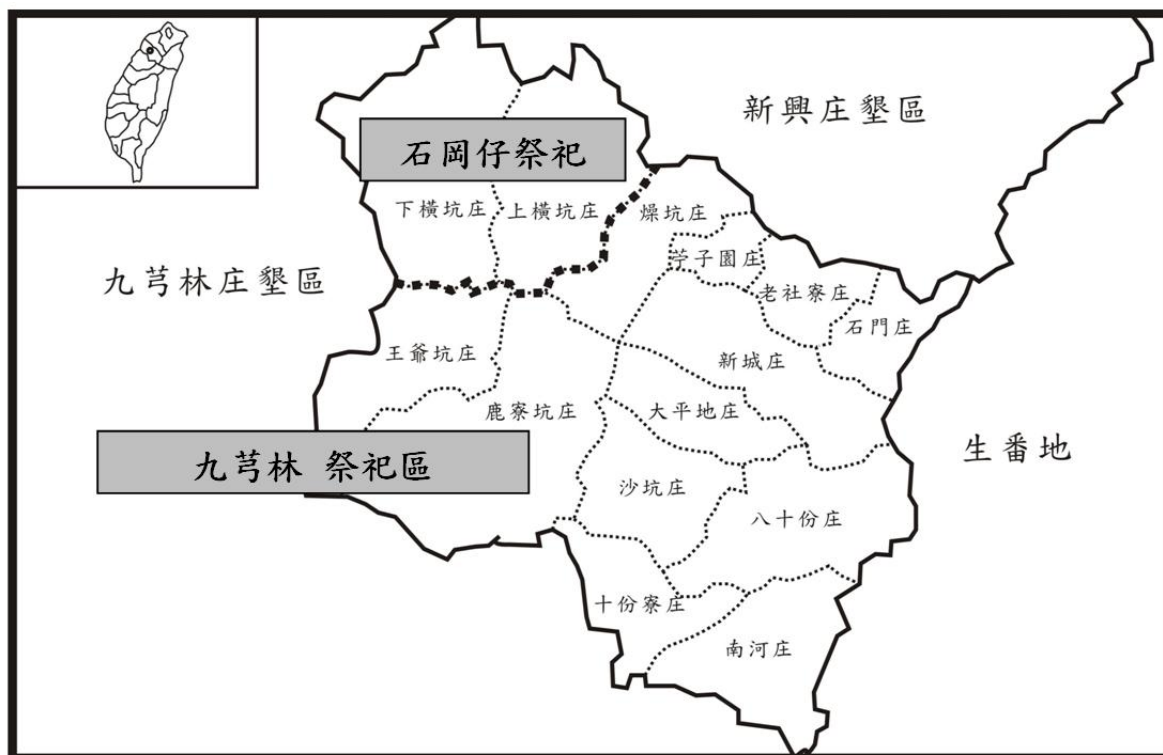 新興庄墾區
石岡仔祭祀
下橫坑庄
上橫坑庄
燥坑庄
苧子園庄
九芎林庄墾區
老社寮庄
石門庄
王爺坑庄
新城庄
鹿寮坑庄
大平地庄
九芎林 祭祀區
生番地
沙坑庄
八十份庄
十份寮庄
南河庄